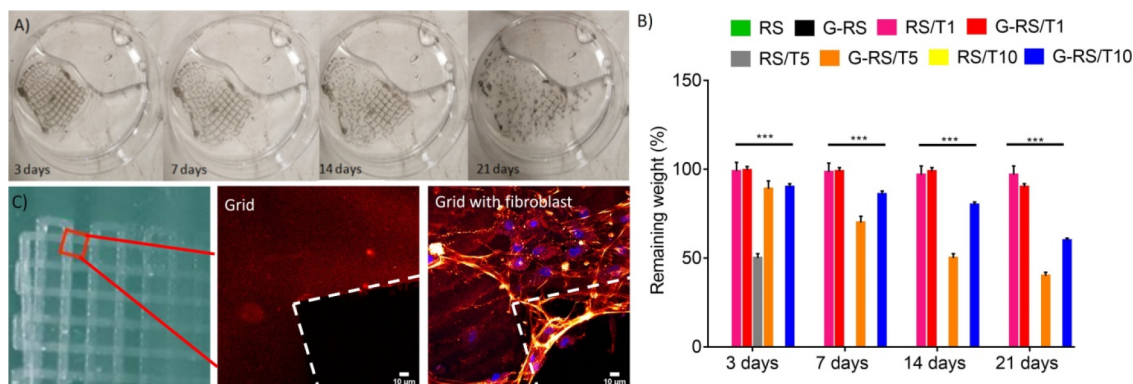 A)
3 days
7 days
14 days
21 days
C)
Grid
10 µm
Grid with fibroblast
10 µm
B)
RS G-RS RS/T1 G-RS/T1
RS/T5 G-RS/T5 RS/T10 G-RS/T10
Remaining weight (%)
150
100
50
0
*** *** *** ***
3 days 7 days 14 days 21 days